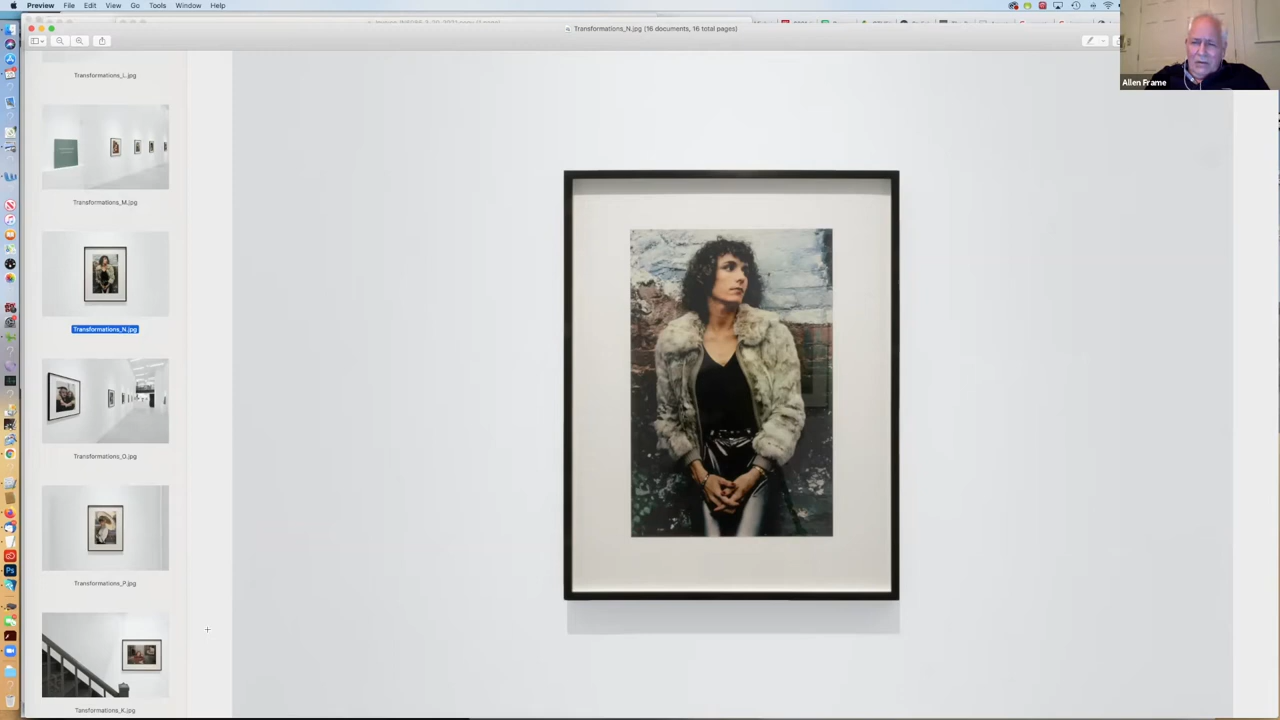 Preview File Edit View Go Tools Window Help
Transformations_N.jpg (16 documents, 16 total pages)
Allen Frame
Transformations_L.jpg
Transformations_M.jpg
Transformations_N.jpg
Transformations_O.jpg
Transformations_P.jpg
Tansformations_K.jpg